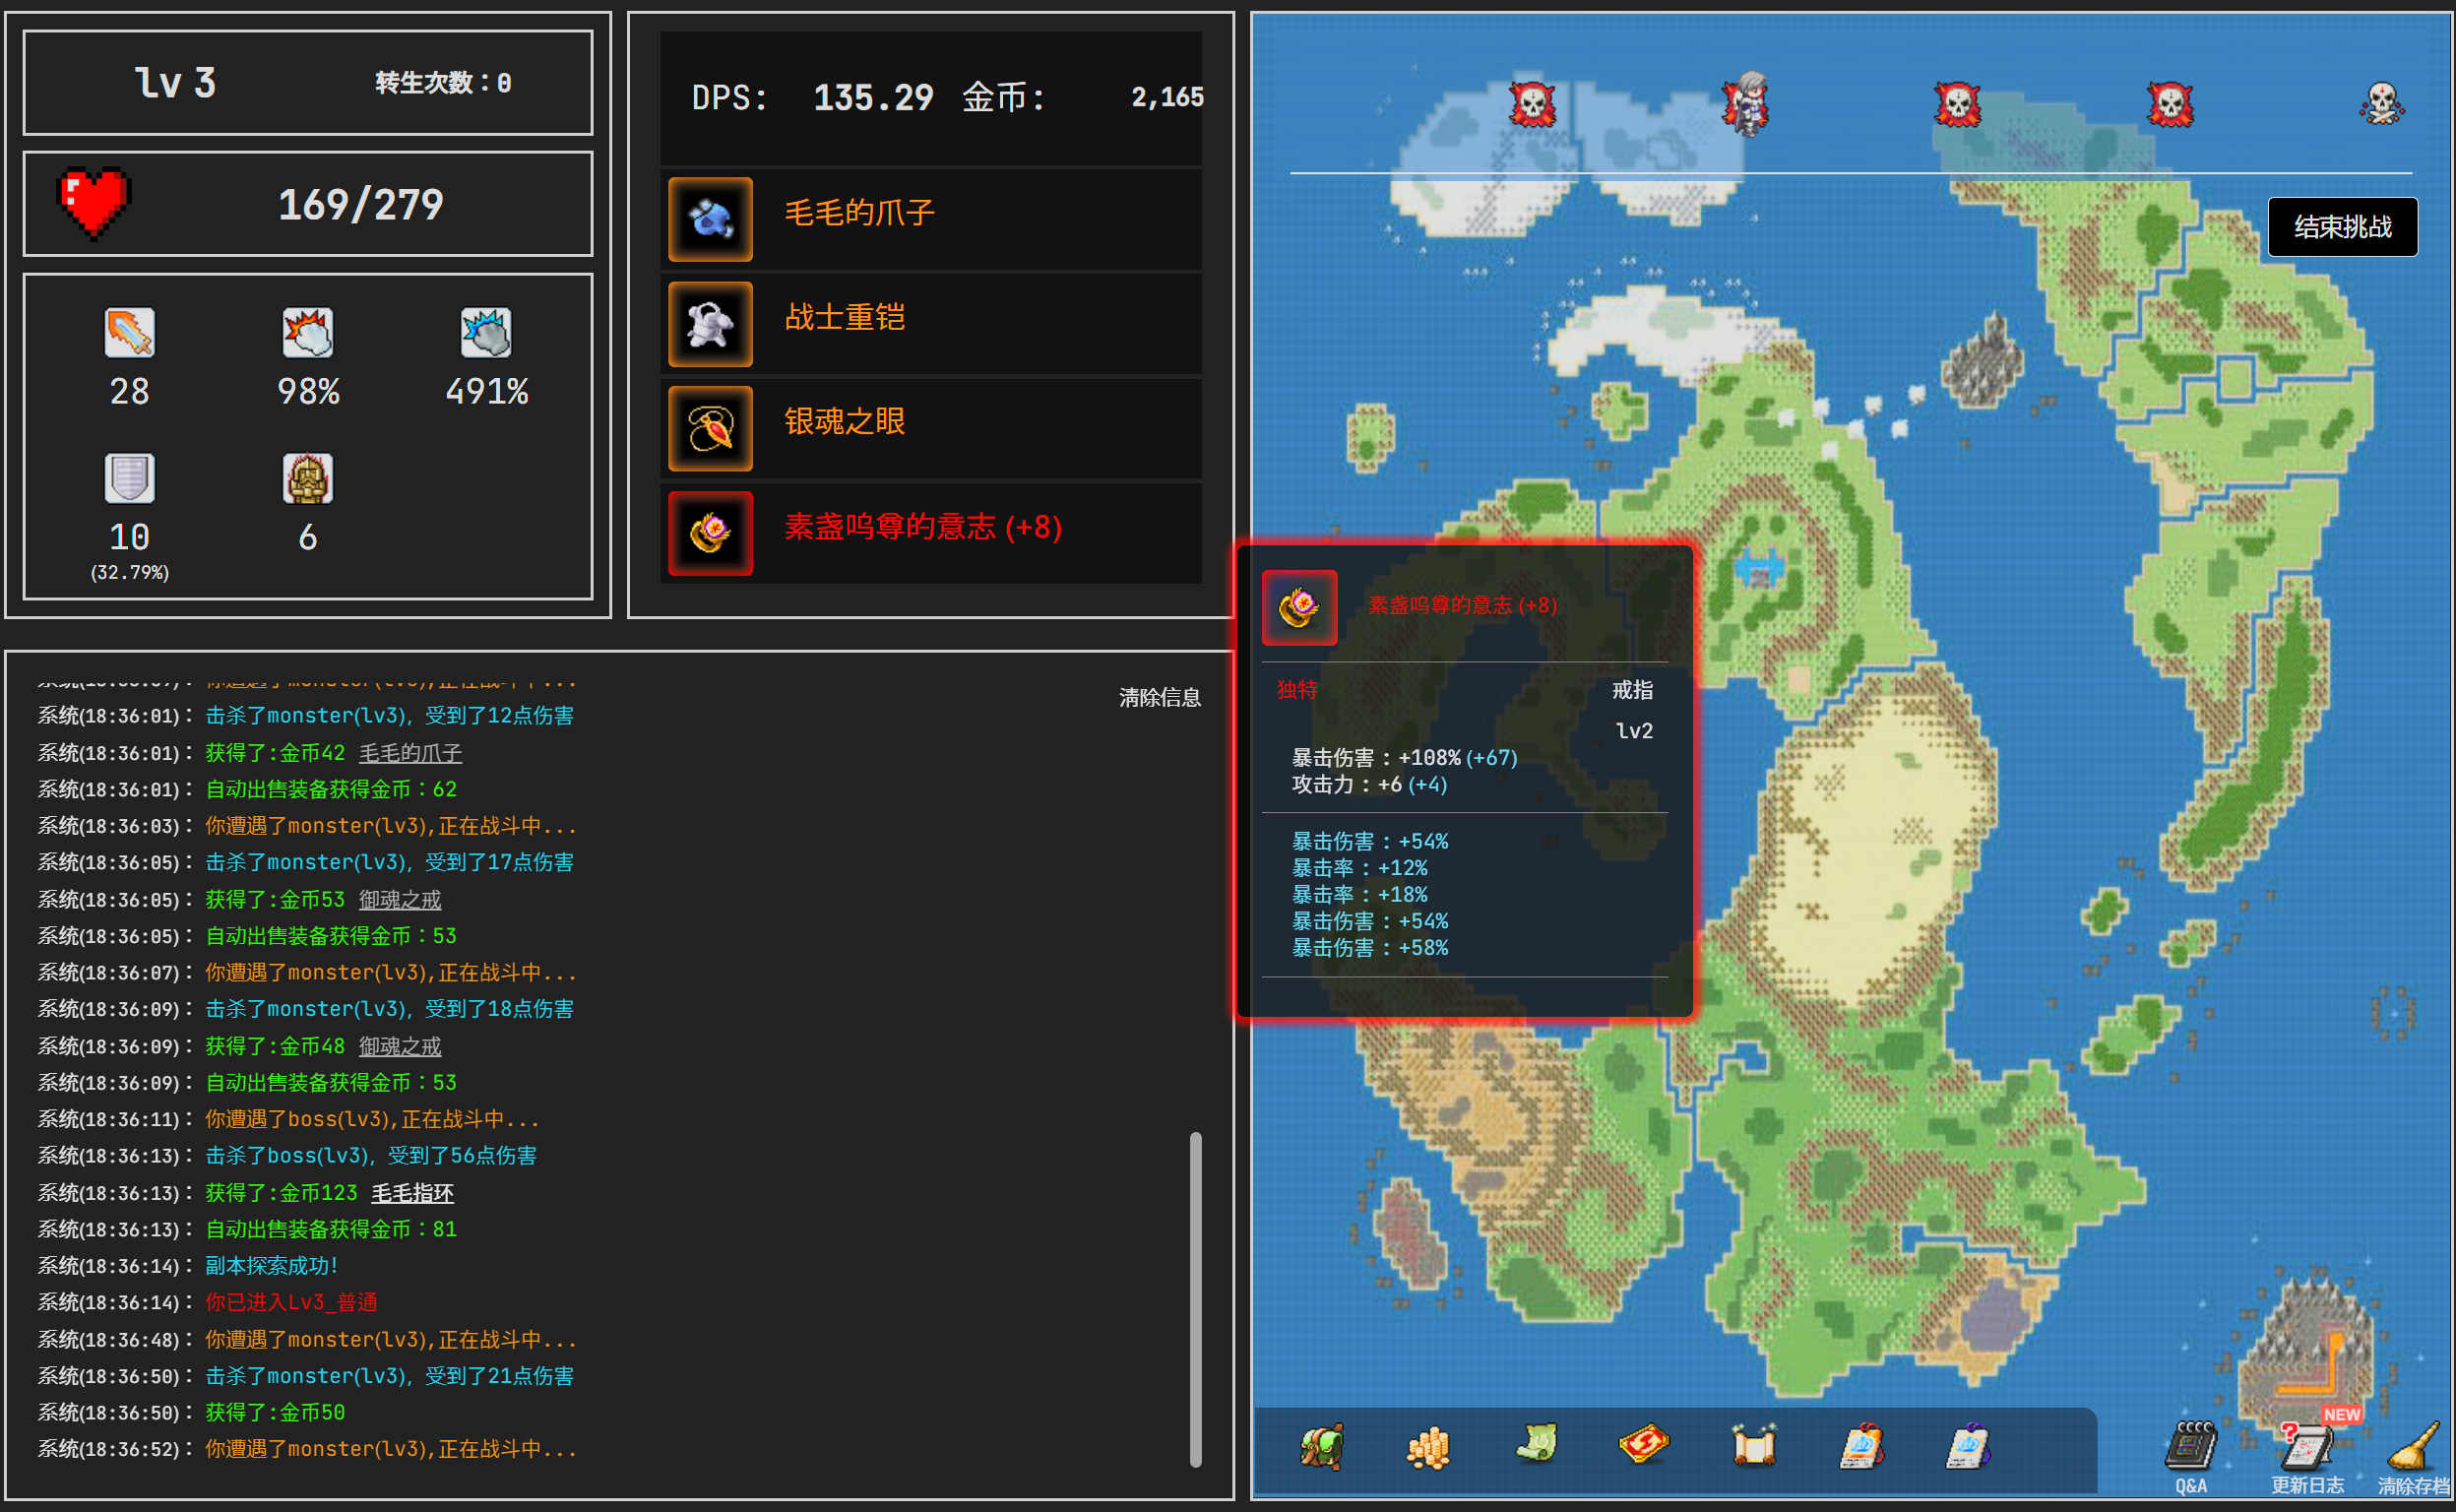 lv 3 转生次数：0
169/279
28 98% 491%
10 6
(32.79%)
DPS: 135.29 金币: 2,165
毛毛的爪子
战士重铠
银魂之眼
素盏呜尊的意志 (+8)
结束挑战
素盏呜尊的意志 (+8)
独特 戒指
lv2
暴击伤害：+108% (+67)
攻击力：+6 (+4)
暴击伤害：+54%
暴击率：+12%
暴击率：+18%
暴击伤害：+54%
暴击伤害：+58%
清除信息
系统(18:36:01)： 击杀了monster(lv3), 受到了12点伤害
系统(18:36:01)： 获得了:金币42 毛毛的爪子
系统(18:36:01)： 自动出售装备获得金币：62
系统(18:36:03)： 你遭遇了monster(lv3),正在战斗中...
系统(18:36:05)： 击杀了monster(lv3), 受到了17点伤害
系统(18:36:05)： 获得了:金币53 御魂之戒
系统(18:36:05)： 自动出售装备获得金币：53
系统(18:36:07)： 你遭遇了monster(lv3),正在战斗中...
系统(18:36:09)： 击杀了monster(lv3), 受到了18点伤害
系统(18:36:09)： 获得了:金币48 御魂之戒
系统(18:36:09)： 自动出售装备获得金币：53
系统(18:36:11)： 你遭遇了boss(lv3),正在战斗中...
系统(18:36:13)： 击杀了boss(lv3), 受到了56点伤害
系统(18:36:13)： 获得了:金币123 毛毛指环
系统(18:36:13)： 自动出售装备获得金币：81
系统(18:36:14)： 副本探索成功!
系统(18:36:14)： 你已进入Lv3_普通
系统(18:36:48)： 你遭遇了monster(lv3),正在战斗中...
系统(18:36:50)： 击杀了monster(lv3), 受到了21点伤害
系统(18:36:50)： 获得了:金币50
系统(18:36:52)： 你遭遇了monster(lv3),正在战斗中...
NEW
Q&A 更新日志 清除存档